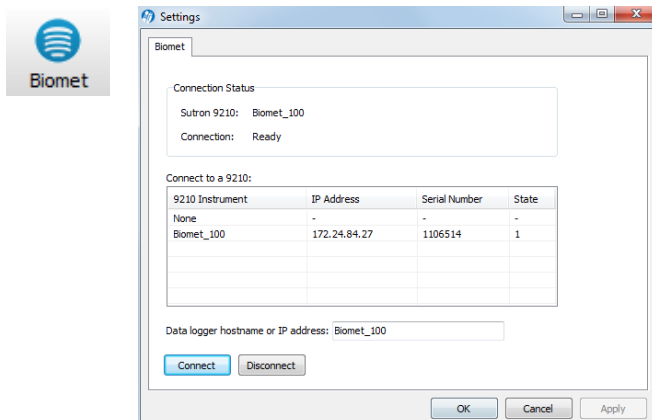 Biomet
Settings
Biomet
Connection Status
Sutron 9210: Biomet_100
Connection: Ready
Connect to a 9210:
9210 Instrument IP Address Serial Number State
None - - -
Biomet_100 172.24.84.27 1106514 1
Data logger hostname or IP address: Biomet_100
Connect Disconnect
OK Cancel Apply